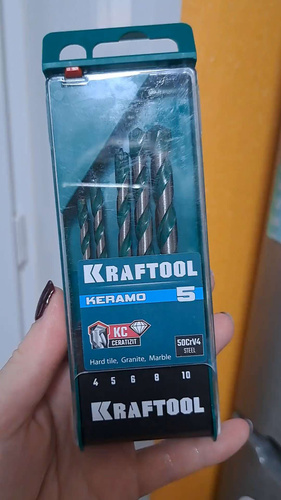 KRAFTOOL
KERAMO 5
KC
CERATIZIT
50CrV4
STEEL
Hard tile, Granite, Marble
4 5 6 8 10
KRAFTOOL